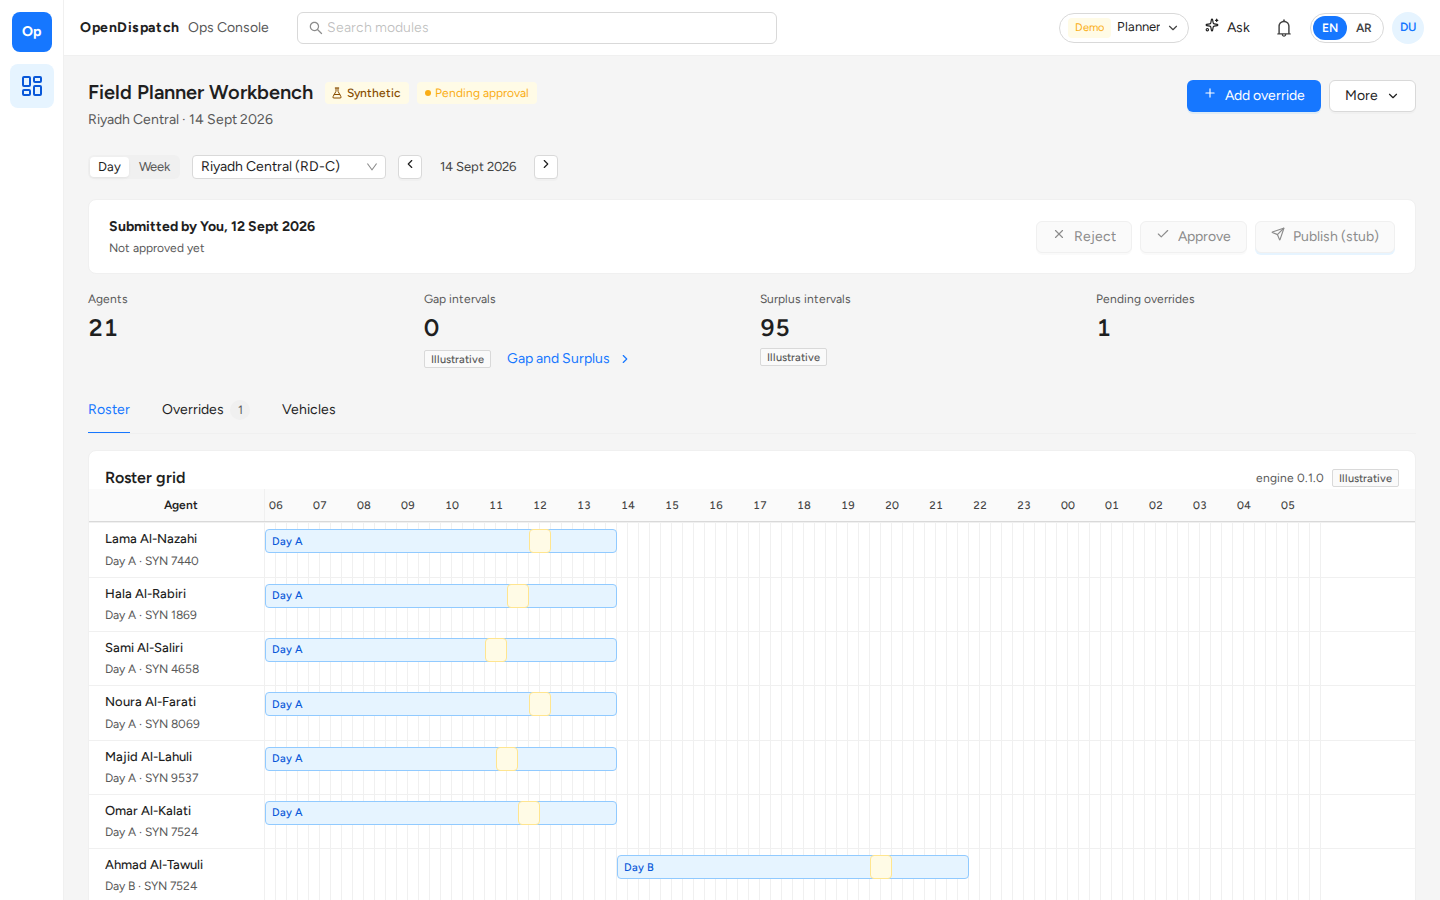 Op
OpenDispatch Ops Console
Search modules
Demo Planner
Ask
EN AR
DU
Field Planner Workbench
Synthetic
Pending approval
Add override
More
Riyadh Central · 14 Sept 2026
Day Week
Riyadh Central (RD-C)
14 Sept 2026
Submitted by You, 12 Sept 2026
Not approved yet
Reject
Approve
Publish (stub)
Agents
21
Gap intervals
0
Illustrative
Gap and Surplus
Surplus intervals
95
Illustrative
Pending overrides
1
Roster
Overrides 1
Vehicles
Roster grid
engine 0.1.0 Illustrative
Agent 06 07 08 09 10 11 12 13 14 15 16 17 18 19 20 21 22 23 00 01 02 03 04 05
Lama Al-Nazahi
Day A · SYN 7440
Day A
Hala Al-Rabiri
Day A · SYN 1869
Day A
Sami Al-Saliri
Day A · SYN 4658
Day A
Noura Al-Farati
Day A · SYN 8069
Day A
Majid Al-Lahuli
Day A · SYN 9537
Day A
Omar Al-Kalati
Day A · SYN 7524
Day A
Ahmad Al-Tawuli
Day B · SYN 7524
Day B